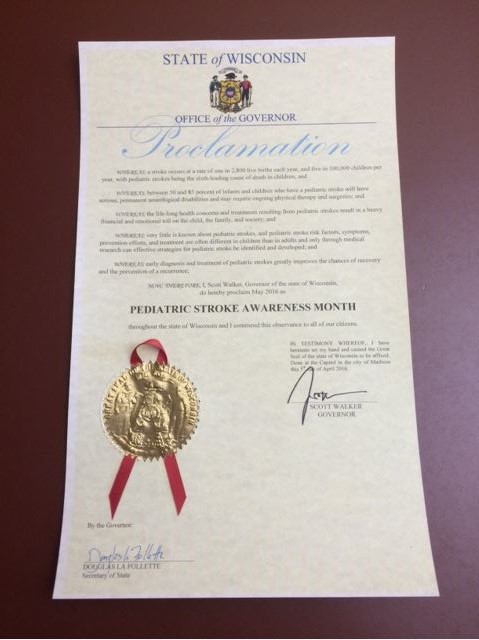 STATE of WISCONSIN
OFFICE of the GOVERNOR
Proclamation
WHEREAS; a stroke occurs at a rate of one in 2,800 live births each year, and five in 100,000 children per
year, with pediatric strokes being the sixth-leading cause of death in children; and
WHEREAS; between 50 and 85 percent of infants and children who have a pediatric stroke will have
serious, permanent neurological disabilities and may require ongoing physical therapy and surgeries; and
WHEREAS; the life-long health concerns and treatments resulting from pediatric strokes result in a heavy
financial and emotional toll on the child, the family, and society; and
WHEREAS; very little is known about pediatric strokes, and pediatric stroke risk factors, symptoms,
prevention efforts, and treatment are often different in children than in adults and only through medical
research can effective strategies for pediatric stroke be identified and developed; and
WHEREAS; early diagnosis and treatment of pediatric strokes greatly improves the chances of recovery
and the prevention of a recurrence;
NOW THEREFORE, I, Scott Walker, Governor of the state of Wisconsin,
do hereby proclaim May 2016 as
PEDIATRIC STROKE AWARENESS MONTH
throughout the state of Wisconsin and I commend this observance to all of our citizens.
IN TESTIMONY WHEREOF, I have
hereunto set my hand and caused the Great
Seal of the state of Wisconsin to be affixed.
Done at the Capitol in the city of Madison
this day of April 2016.
SCOTT WALKER
GOVERNOR
By the Governor:
Douglas La Follette
DOUGLAS LA FOLLETTE
Secretary of State